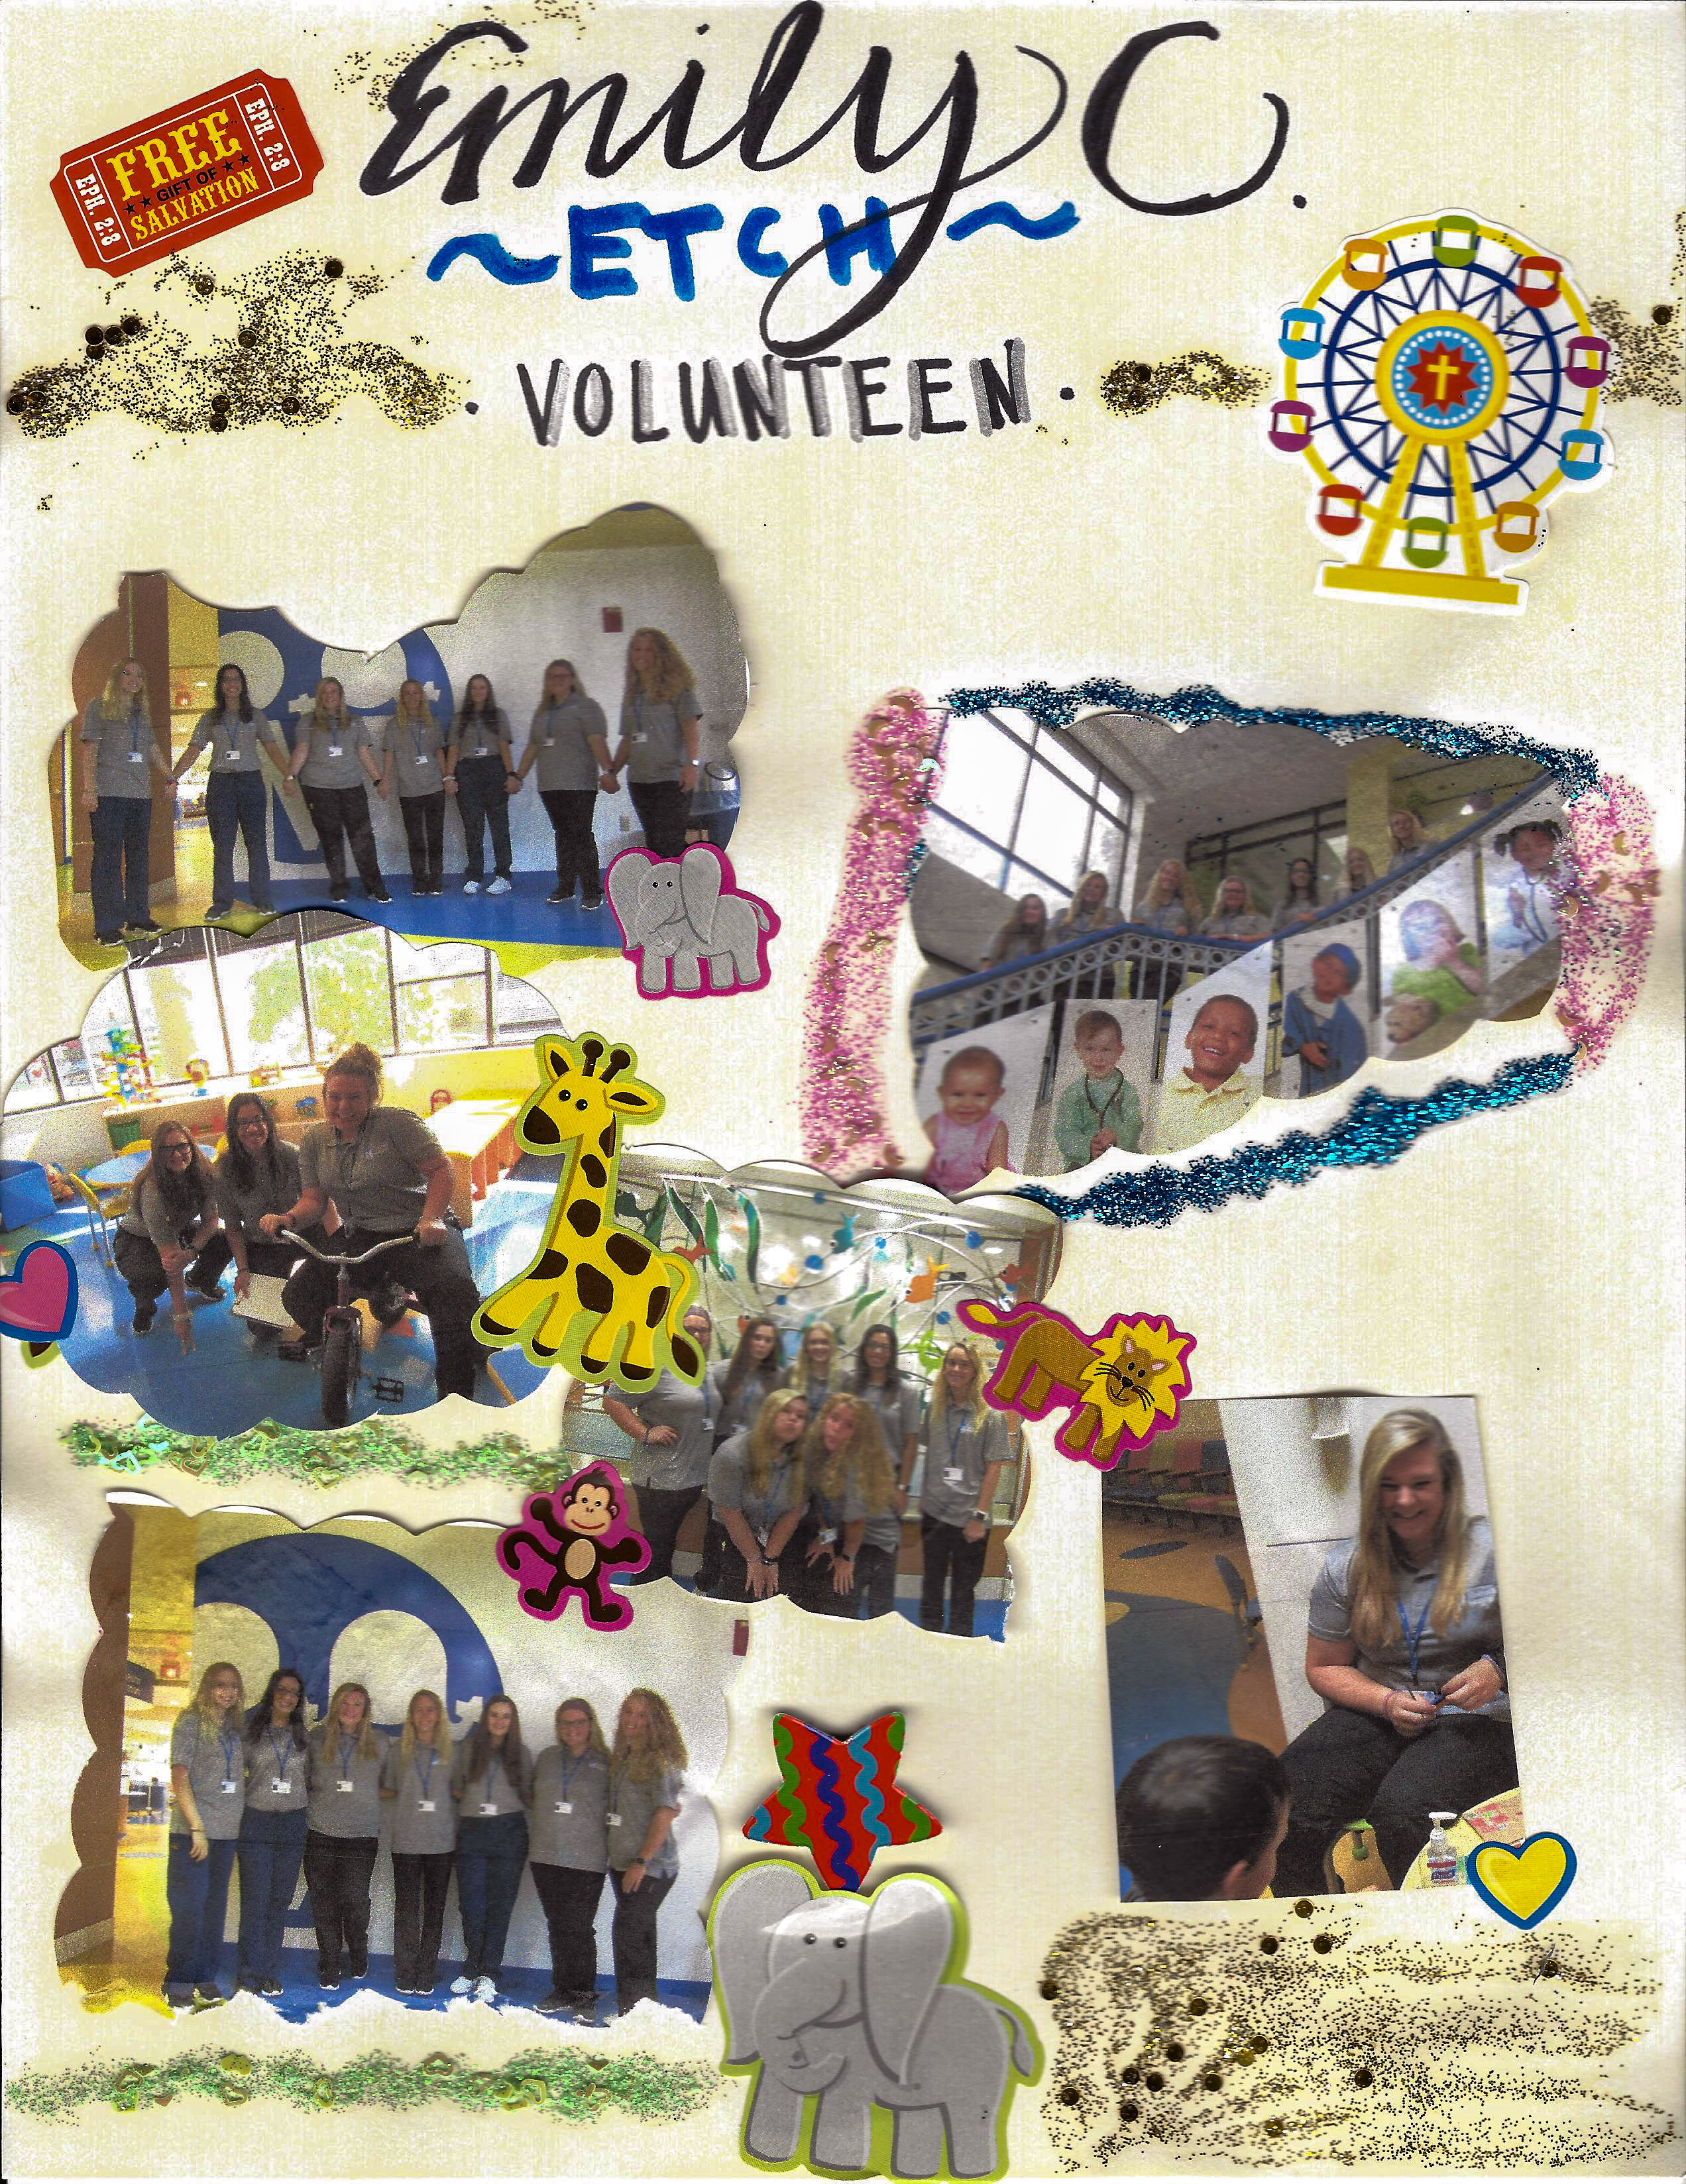 Emily C.
~ETCH~
·VOLUNTEEN·
EPH. 2:8
FREE
GIFT OF
SALVATION
EPH. 2:8